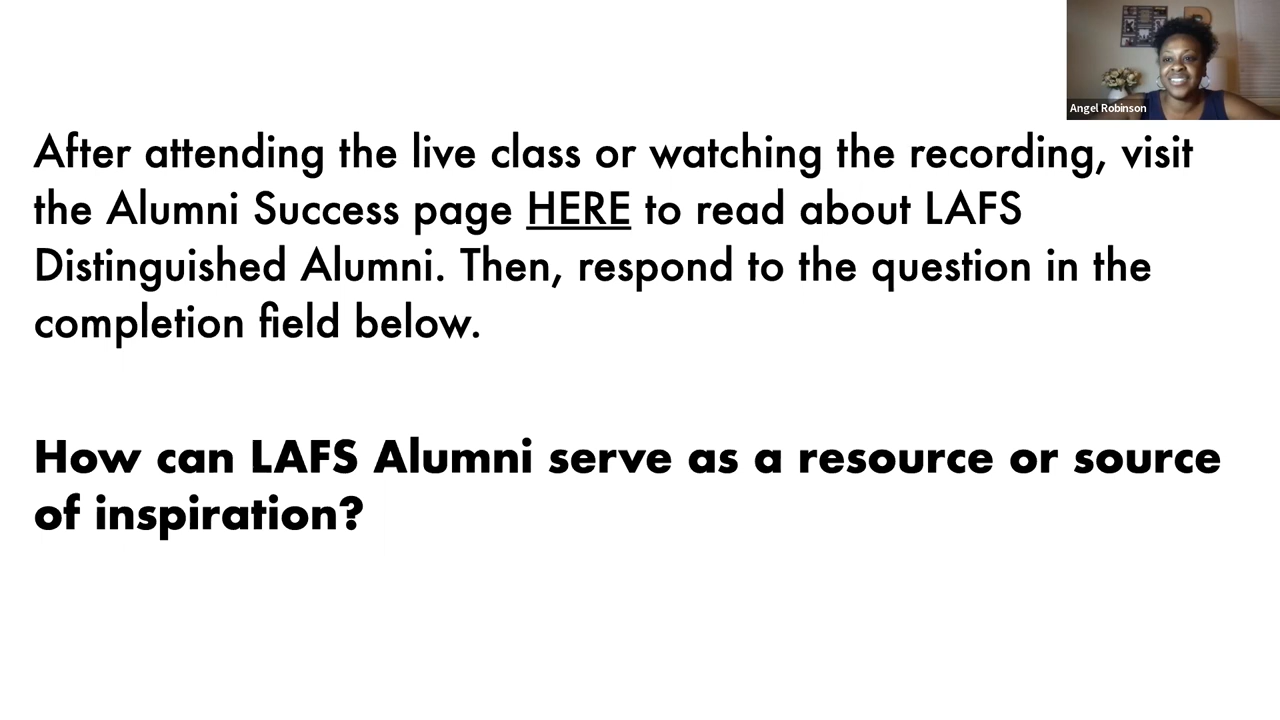 Angel Robinson
After attending the live class or watching the recording, visit
the Alumni Success page HERE to read about LAFS
Distinguished Alumni. Then, respond to the question in the
completion field below.
How can LAFS Alumni serve as a resource or source
of inspiration?